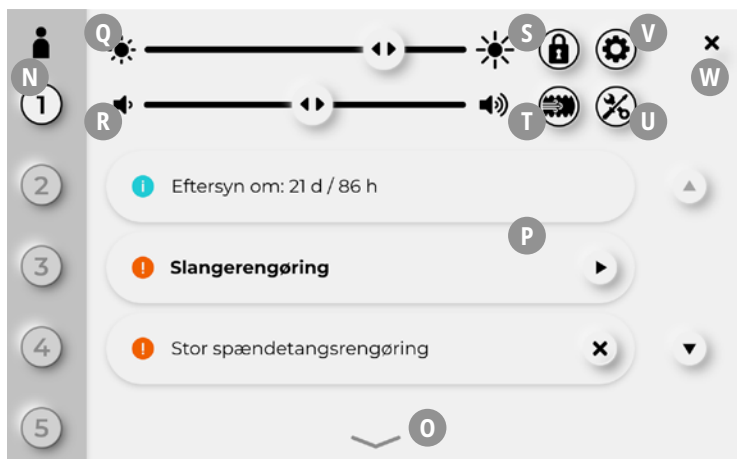 Q
S
V
N
W
1
R
T
U
2
i
Eftersyn om: 21 d / 86 h
P
3
!
Slangerengøring
4
!
Stor spændetangsrengøring
5
O